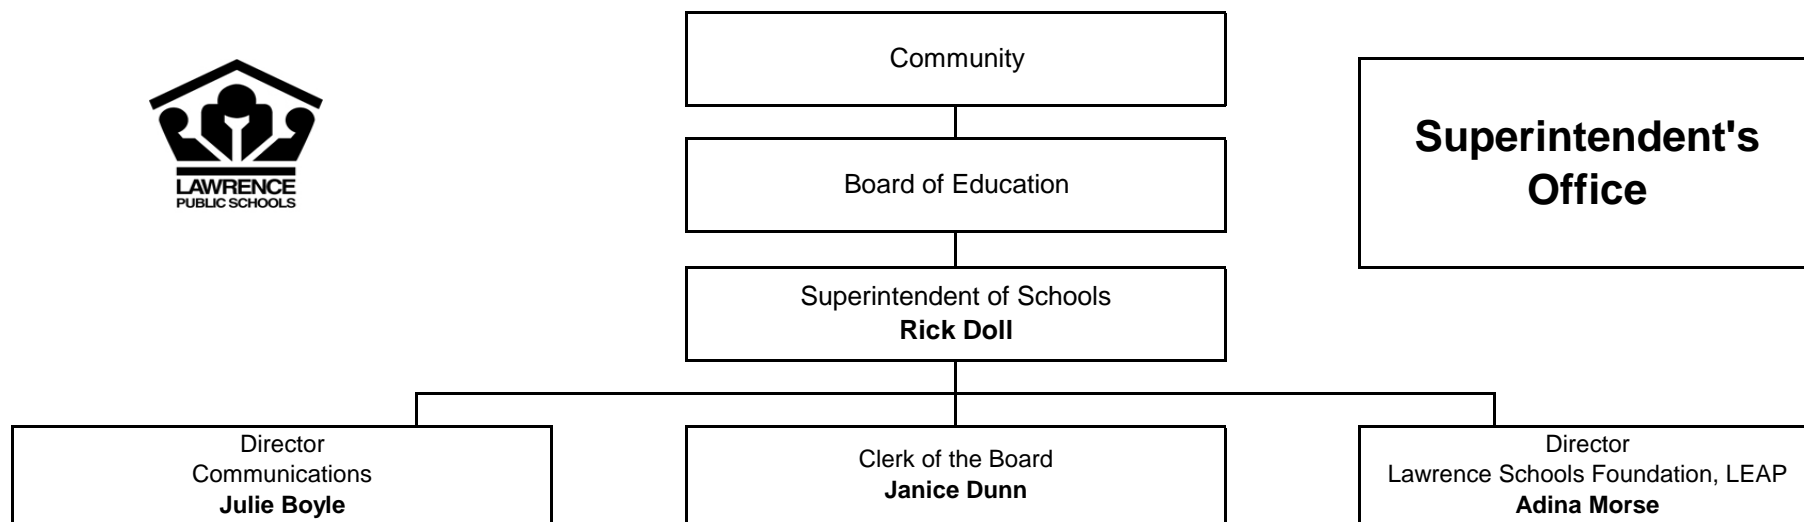 LAWRENCE
PUBLIC SCHOOLS
Community
Board of Education
Superintendent of Schools
Rick Doll
Superintendent's
Office
Director
Communications
Julie Boyle
Clerk of the Board
Janice Dunn
Director
Lawrence Schools Foundation, LEAP
Adina Morse